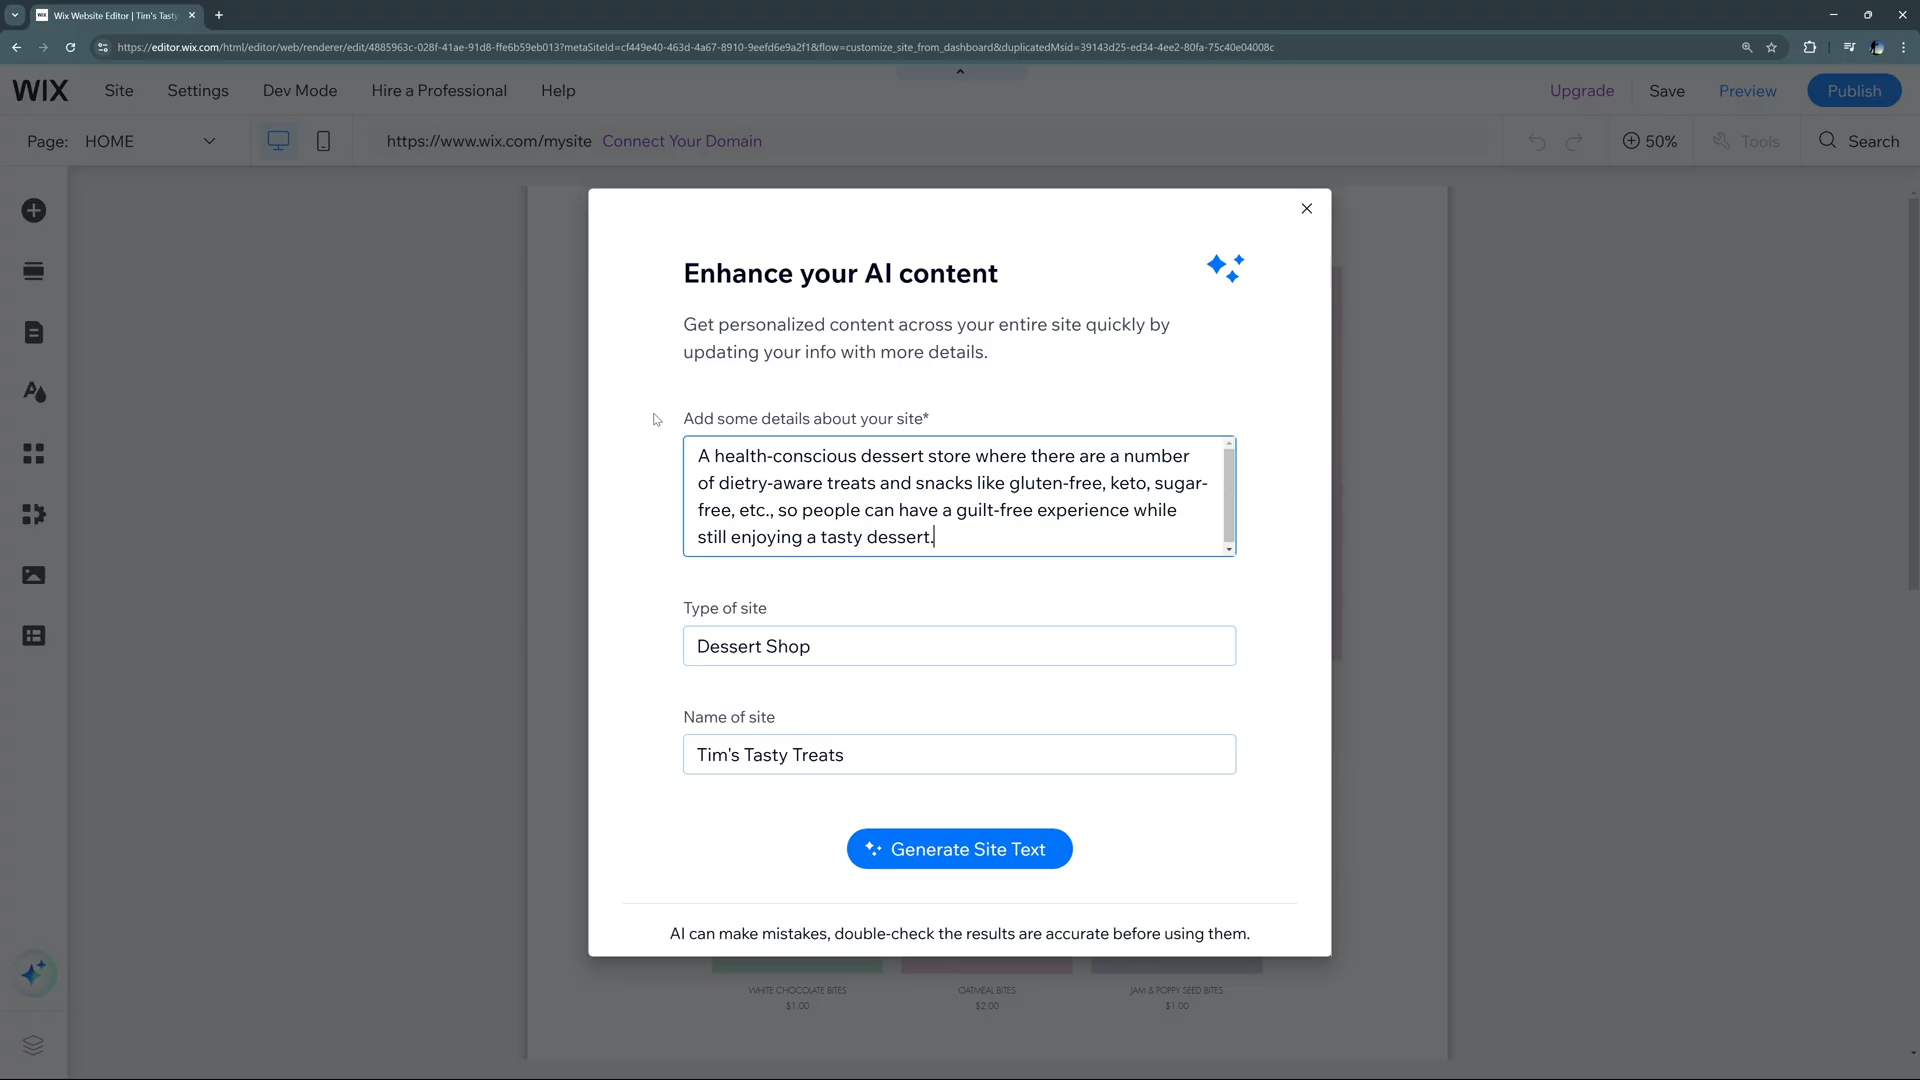 Wix Website Editor | Tim's Tasty
https://editor.wix.com/html/editor/web/renderer/edit/4885963c-028f-41ae-91d8-ffe6b59eb013?metaSiteId=cf449e40-463d-4a67-8910-9eefd6e9a2f1&flow=customize_site_from_dashboard&duplicatedMsid=39143d25-ed34-4ee2-80fa-75c40e04008c
WIX Site Settings Dev Mode Hire a Professional Help Upgrade Save Preview Publish
Page: HOME https://www.wix.com/mysite Connect Your Domain 50% Tools Search
Enhance your AI content
Get personalized content across your entire site quickly by
updating your info with more details.
Add some details about your site*
A health-conscious dessert store where there are a number
of dietry-aware treats and snacks like gluten-free, keto, sugar-
free, etc., so people can have a guilt-free experience while
still enjoying a tasty dessert.
Type of site
Dessert Shop
Name of site
Tim's Tasty Treats
Generate Site Text
AI can make mistakes, double-check the results are accurate before using them.
WHITE CHOCOLATE BITES OATMEAL BITES JAM & POPPY SEED BITES
$1.00 $2.00 $1.00